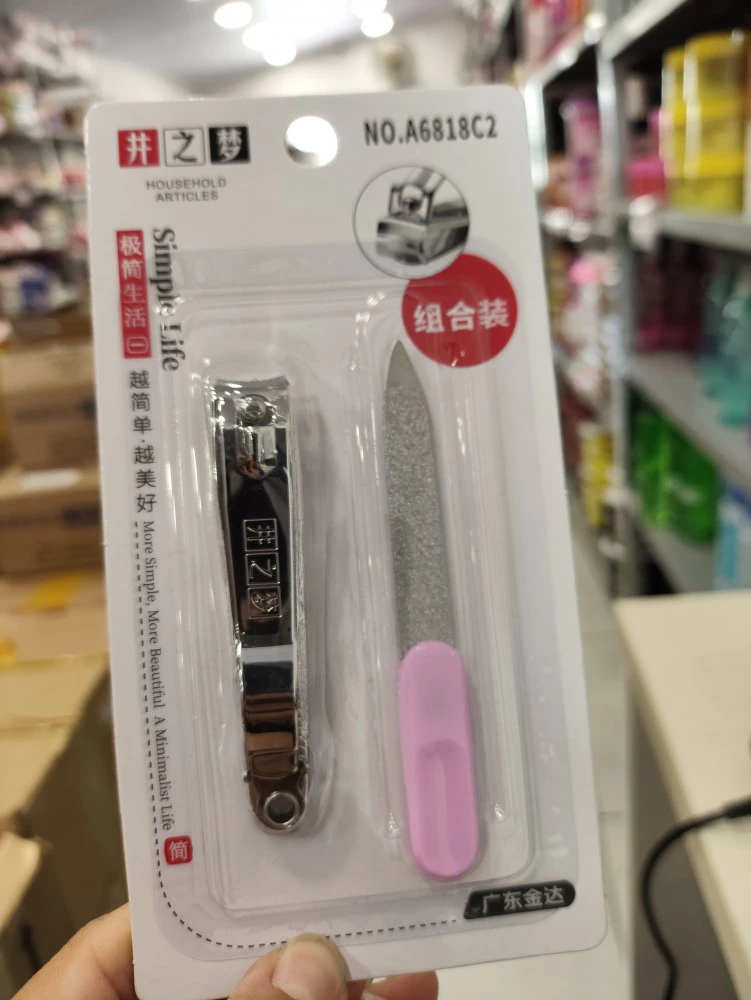 井之梦
NO.A6818C2
HOUSEHOLD
ARTICLES
组合装
Simple Life
极简生活
越简单·越美好
More Simple, More Beautiful A Minimalist Life
简
井之梦
广东金达